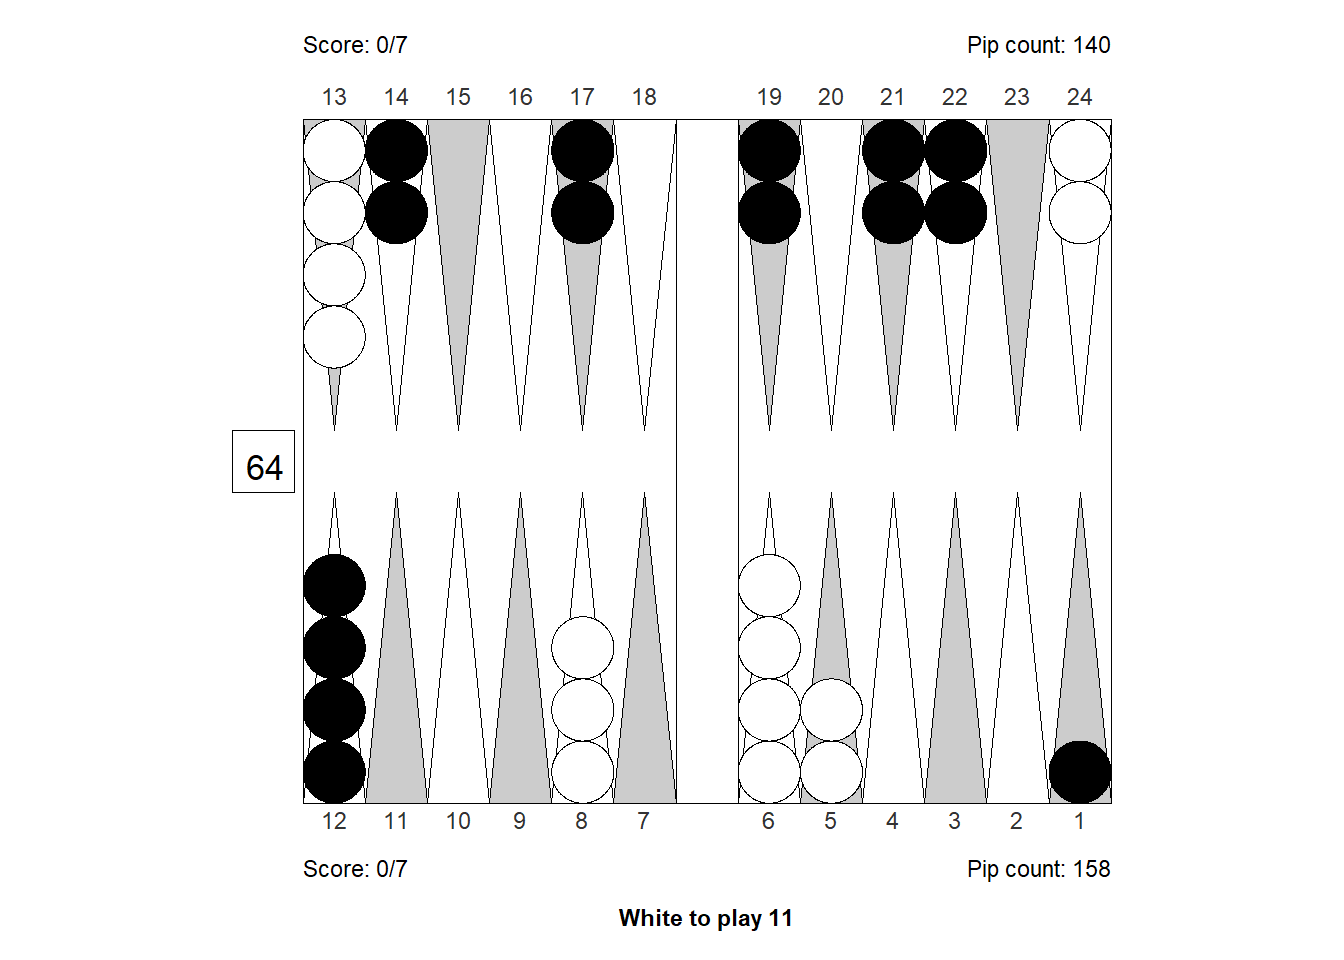 Score: 0/7 Pip count: 140
13 14 15 16 17 18 19 20 21 22 23 24
64
12 11 10 9 8 7 6 5 4 3 2 1
Score: 0/7 Pip count: 158
White to play 11